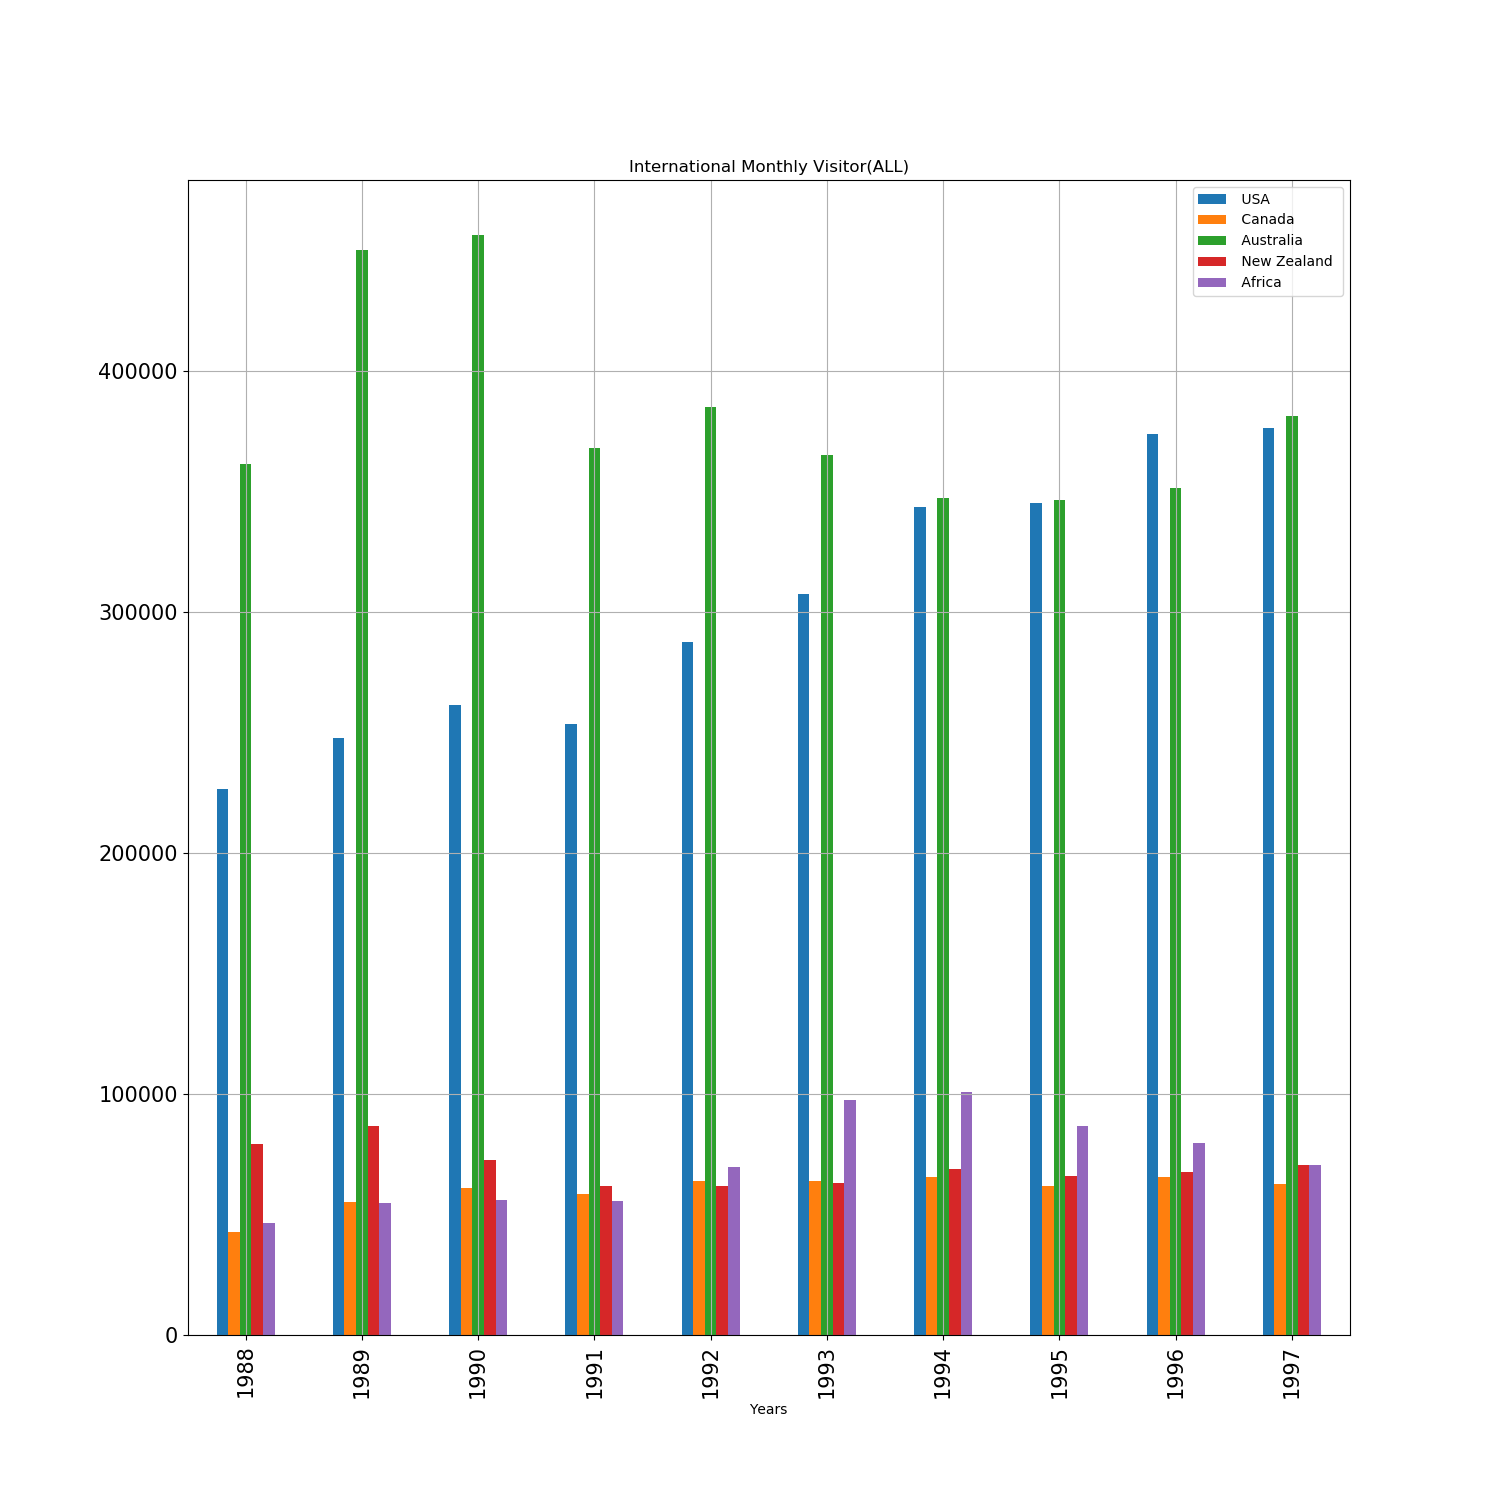 International Monthly Visitor(ALL)
USA
Canada
Australia
New Zealand
Africa
400000
300000
200000
100000
0
1988
1989
1990
1991
1992
1993
1994
1995
1996
1997
Years